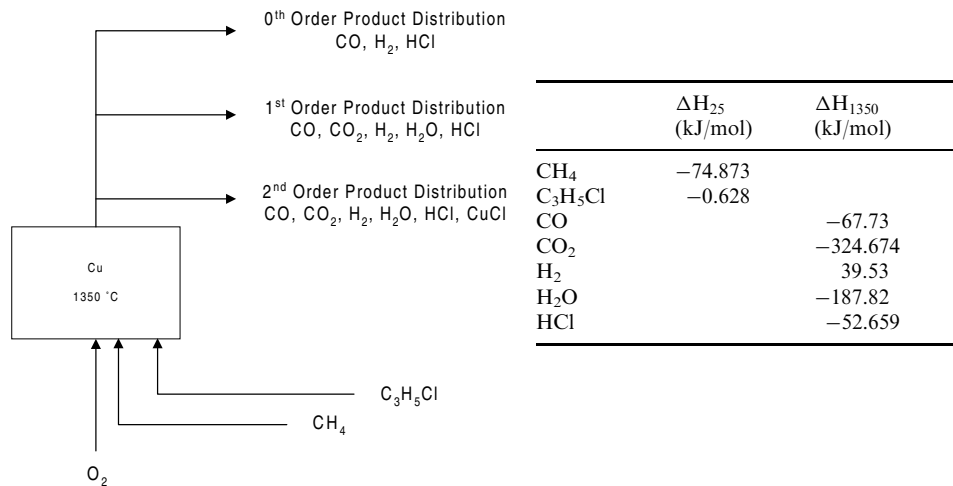 0th Order Product Distribution
CO, H2, HCl
1st Order Product Distribution
CO, CO2, H2, H2O, HCl
2nd Order Product Distribution
CO, CO2, H2, H2O, HCl, CuCl
Cu
1350 ˚C
C3H5Cl
CH4
O2
ΔH25 ΔH1350
(kJ/mol) (kJ/mol)
CH4 −74.873
C3H5Cl −0.628
CO −67.73
CO2 −324.674
H2 39.53
H2O −187.82
HCl −52.659